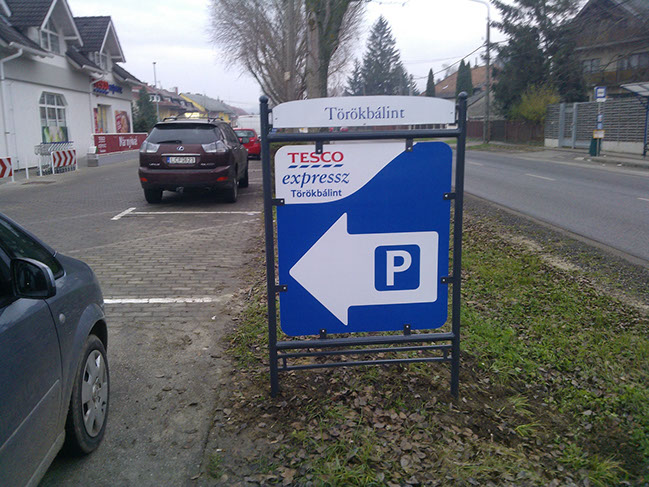 Törökbálint
TESCO
expressz
Törökbálint
P